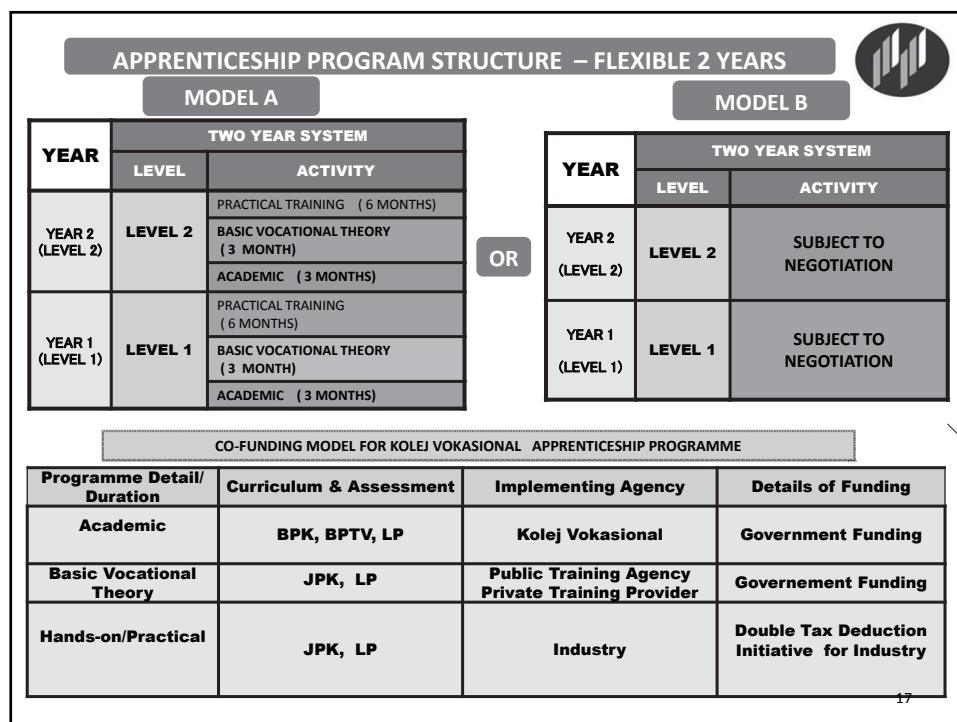 APPRENTICESHIP PROGRAM STRUCTURE – FLEXIBLE 2 YEARS
MODEL A
YEAR
TWO YEAR SYSTEM
LEVEL
ACTIVITY
YEAR 2
(LEVEL 2)
LEVEL 2
PRACTICAL TRAINING ( 6 MONTHS)
BASIC VOCATIONAL THEORY
( 3 MONTH)
ACADEMIC ( 3 MONTHS)
YEAR 1
(LEVEL 1)
LEVEL 1
PRACTICAL TRAINING
( 6 MONTHS)
BASIC VOCATIONAL THEORY
( 3 MONTH)
ACADEMIC ( 3 MONTHS)
OR
MODEL B
YEAR
TWO YEAR SYSTEM
LEVEL
ACTIVITY
YEAR 2
(LEVEL 2)
LEVEL 2
SUBJECT TO
NEGOTIATION
YEAR 1
(LEVEL 1)
LEVEL 1
SUBJECT TO
NEGOTIATION
CO-FUNDING MODEL FOR KOLEJ VOKASIONAL APPRENTICESHIP PROGRAMME
Programme Detail/
Duration
Curriculum & Assessment
Implementing Agency
Details of Funding
Academic
BPK, BPTV, LP
Kolej Vokasional
Government Funding
Basic Vocational
Theory
JPK, LP
Public Training Agency
Private Training Provider
Governement Funding
Hands-on/Practical
JPK, LP
Industry
Double Tax Deduction
Initiative for Industry
17